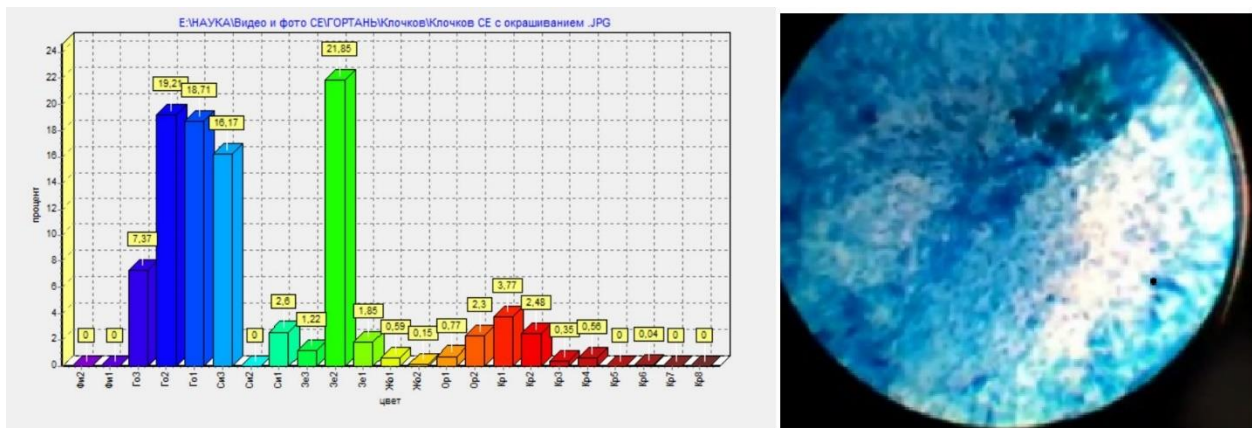 E:\НАУКА\Видео и фото СЕ\ГОРТАНЬ\Клочков\Клочков СЕ с окрашиванием .JPG
процент
24
22
20
18
16
14
12
10
8
6
4
2
0
0
0
7,37
19,21
18,71
16,17
0
2,6
1,22
21,85
1,85
0,59
0,15
0,77
2,3
3,77
2,48
0,35
0,56
0
0,04
0
0
Фи2
Фи1
Го3
Го2
Го1
Си3
Си2
Си1
Зе3
Зе2
Зе1
Жо1
Жо2
Ор1
Ор2
Кр1
Кр2
Кр3
Кр4
Кр5
Кр6
Кр7
Кр8
цвет